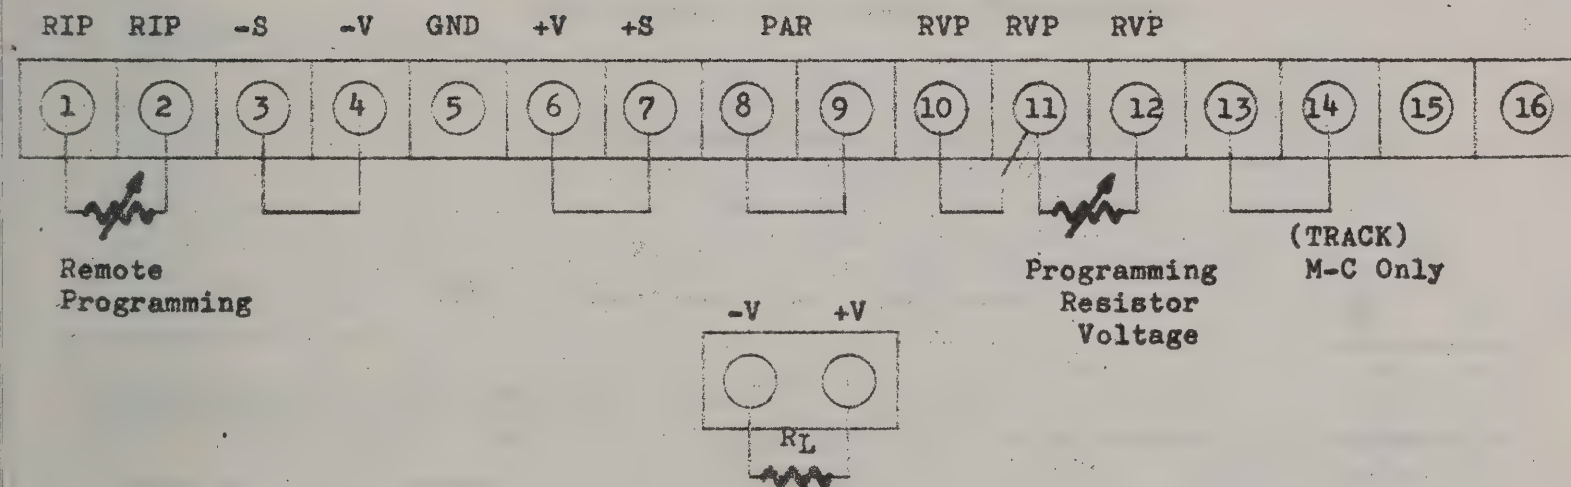 RIP RIP -S -V GND +V +S PAR RVP RVP RVP
1 2 3 4 5 6 7 8 9 10 11 12 13 14 15 16
Remote
Programming
Programming
Resistor
Voltage
(TRACK)
M-C Only
-V +V
RL